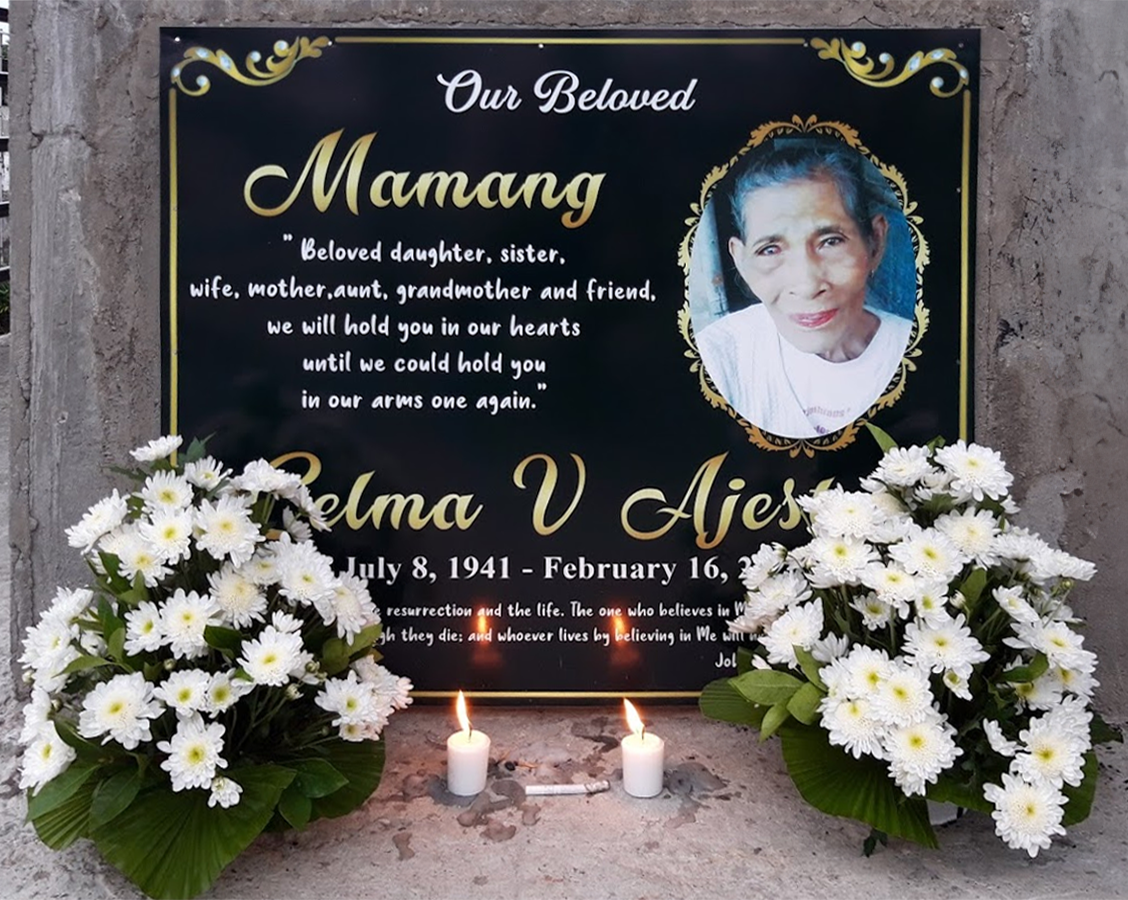 Our Beloved
Mamang
" Beloved daughter, sister,
wife, mother,aunt, grandmother and friend,
we will hold you in our hearts
until we could hold you
in our arms one again."
elma V Ajes
July 8, 1941 - February 16, 2
resurrection and the life. The one who believes in
they die; and whoever lives by believing in Me will